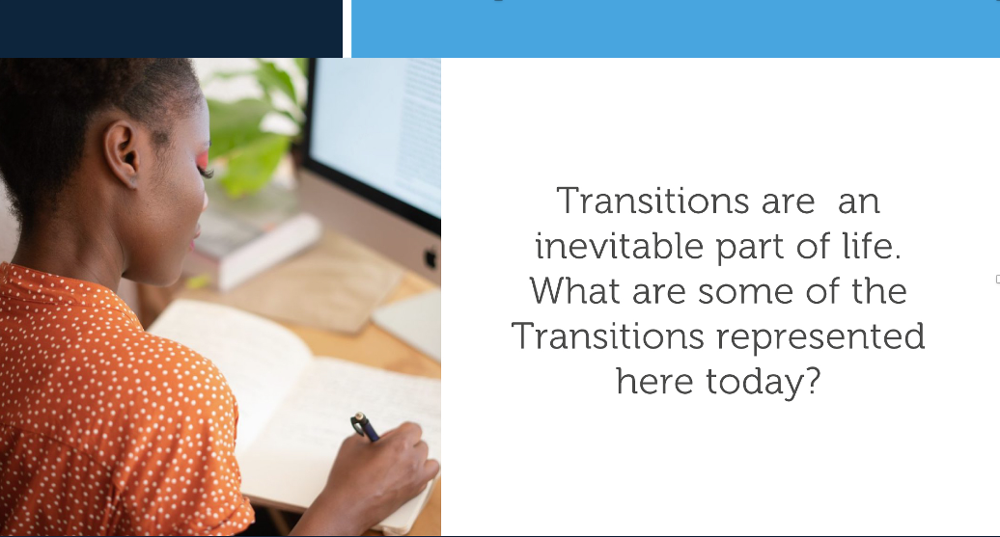 Transitions are  an
inevitable part of life.
What are some of the
Transitions represented
here today?